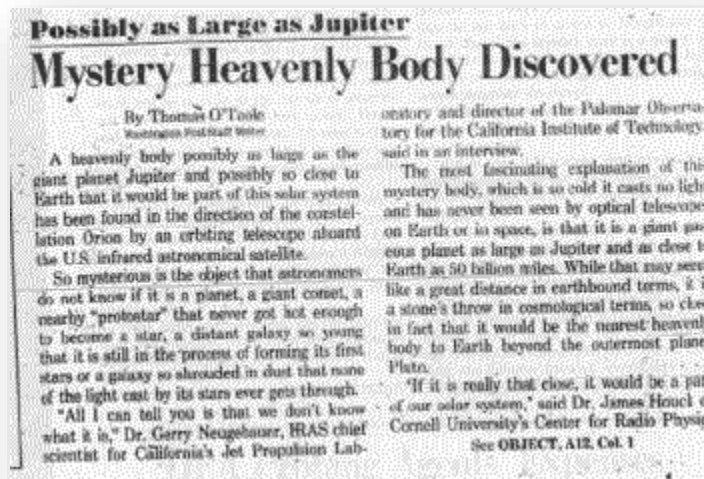 Possibly as Large as Jupiter
Mystery Heavenly Body Discovered
By Thomas O'Toole
Washington Post Staff Writer
A heavenly body possibly as large as the
giant planet Jupiter and possibly so close to
Earth that it would be part of this solar system
has been found in the direction of the constel-
lation Orion by an orbiting telescope aboard
the U.S. infrared astronomical satellite.
So mysterious is the object that astronomers
do not know if it is a planet, a giant comet, a
nearby "protostar" that never got hot enough
to become a star, a distant galaxy so young
that it is still in the process of forming its first
stars or a galaxy so shrouded in dust that none
of the light cast by its stars ever gets through.
"All I can tell you is that we don't know
what it is," Dr. Gerry Neugebauer, IRAS chief
scientist for California's Jet Propulsion Lab-
oratory and director of the Palomar Observa-
tory for the California Institute of Technology
said in an interview.
The most fascinating explanation of this
mystery body, which is so cold it casts no light
and has never been seen by optical telescopes
on Earth or in space, is that it is a giant gas-
eous planet as large as Jupiter and as close to
Earth as 50 billion miles. While that may seem
like a great distance in earthbound terms, it is
a stone's throw in cosmological terms, so close
in fact that it would be the nearest heavenly
body to Earth beyond the outermost planet
Pluto.
"If it is really that close, it would be a part
of our solar system," said Dr. James Houck of
Cornell University's Center for Radio Physics
See OBJECT, A12, Col. 1